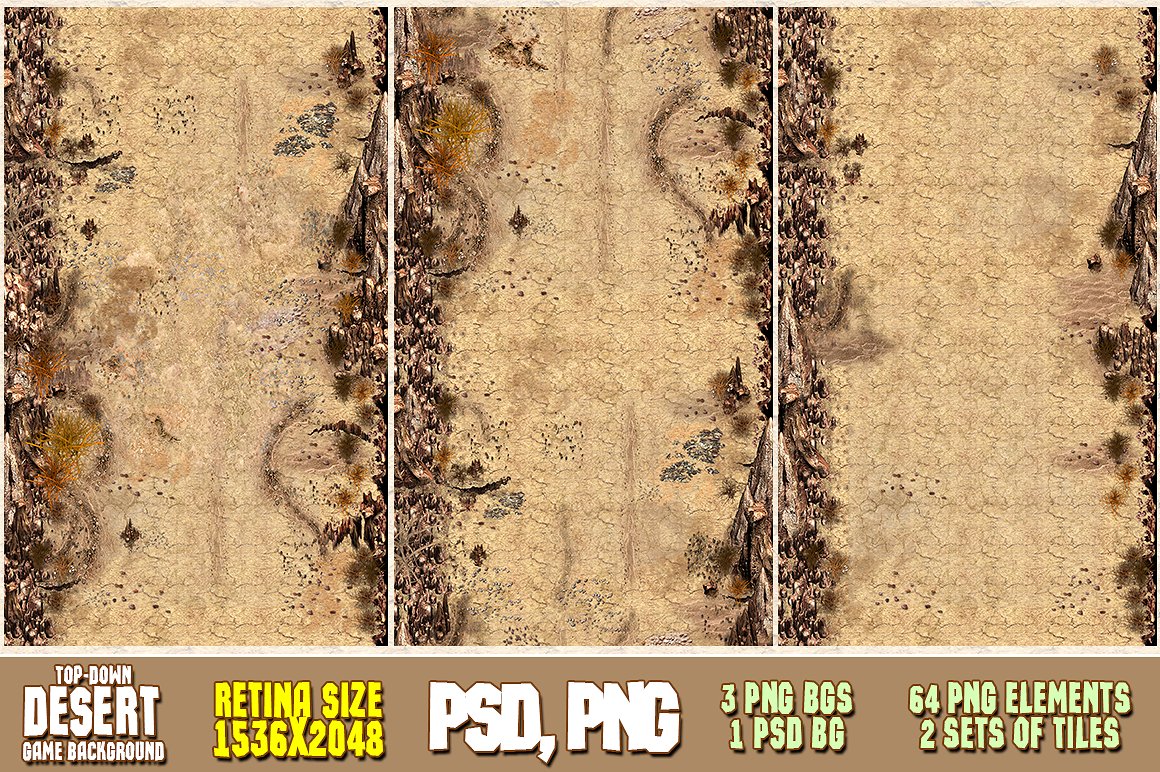 TOP-DOWN
DESERT
GAME BACKGROUND
RETINA SIZE
1536X2048
PSD, PNG
3 PNG BGS
1 PSD BG
64 PNG ELEMENTS
2 SETS OF TILES